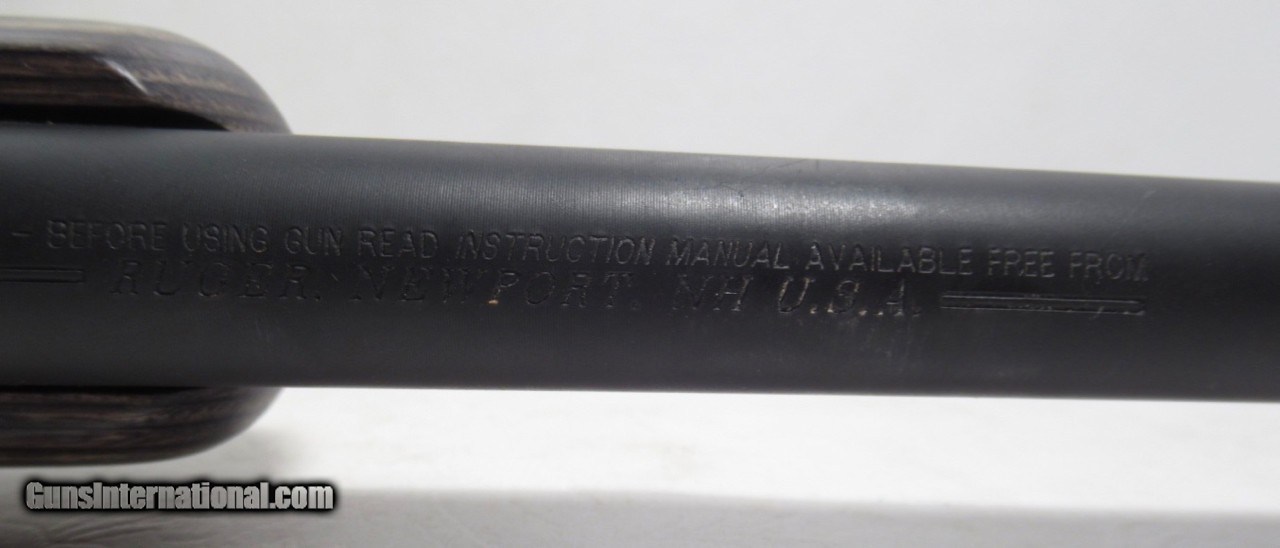 - BEFORE USING GUN READ INSTRUCTION MANUAL AVAILABLE FREE FROM
RUGER. NEWPORT. NH U.S.A.
GunsInternational.com